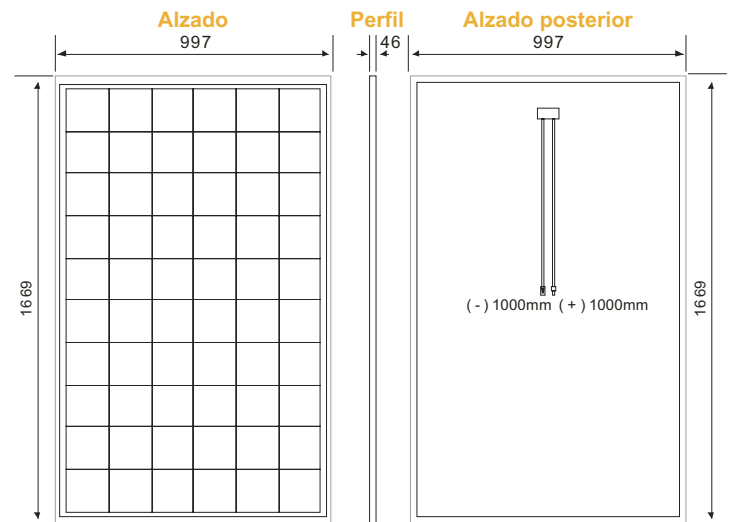 Alzado
Perfil
Alzado posterior
997
46
997
1669
1669
( - ) 1000mm ( + ) 1000mm